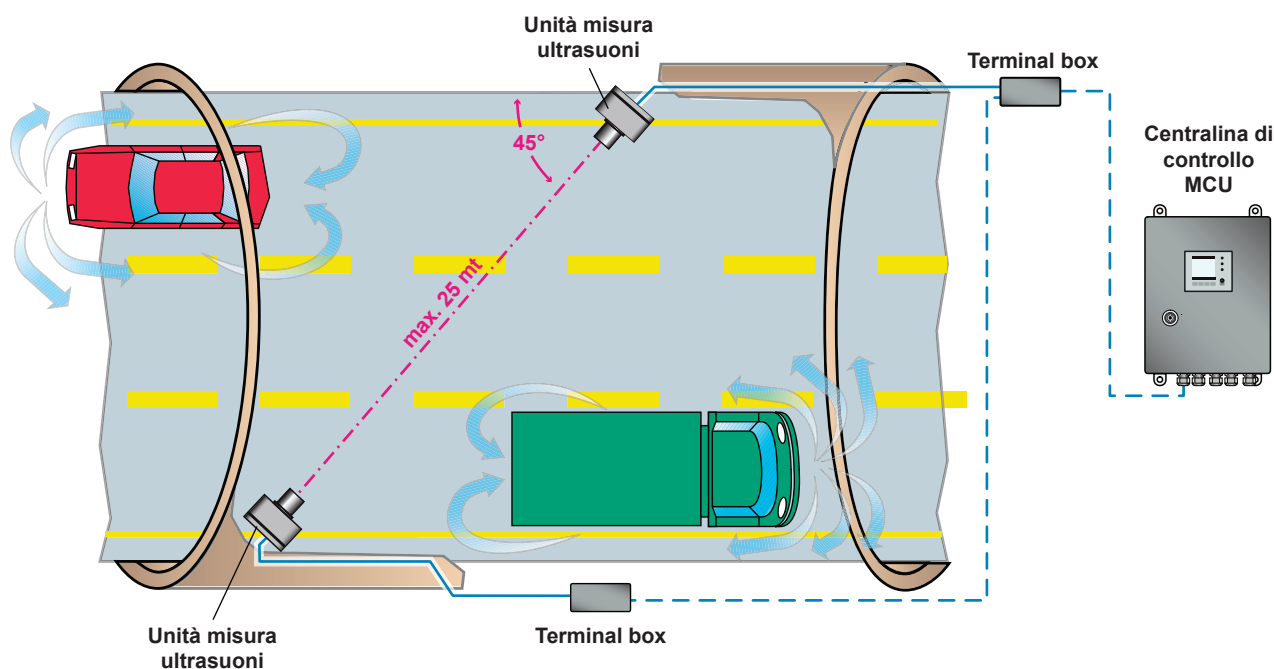 Unità misura
ultrasuoni
Terminal box
Centralina di
controllo
MCU
45°
max. 25 mt
Unità misura
ultrasuoni
Terminal box